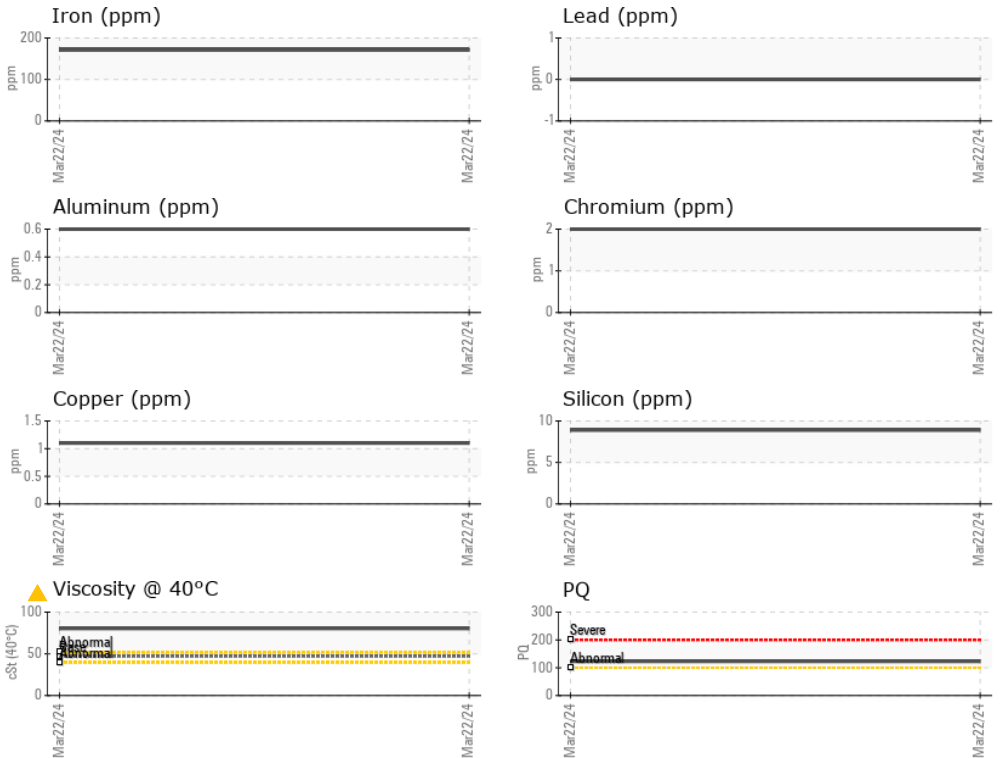 Iron (ppm)
200
100
0
ppm
Mar22/24
Mar22/24
Lead (ppm)
1
0
-1
ppm
Mar22/24
Mar22/24
Aluminum (ppm)
0.6
0.4
0.2
0
ppm
Mar22/24
Mar22/24
Chromium (ppm)
2
1
0
ppm
Mar22/24
Mar22/24
Copper (ppm)
1.5
1
0.5
0
ppm
Mar22/24
Mar22/24
Silicon (ppm)
10
5
0
ppm
Mar22/24
Mar22/24
Viscosity @ 40°C
100
50
0
cSt (40°C)
Abnormal
Base
Abnormal
Mar22/24
Mar22/24
PQ
300
200
100
0
PQ
Severe
Abnormal
Mar22/24
Mar22/24